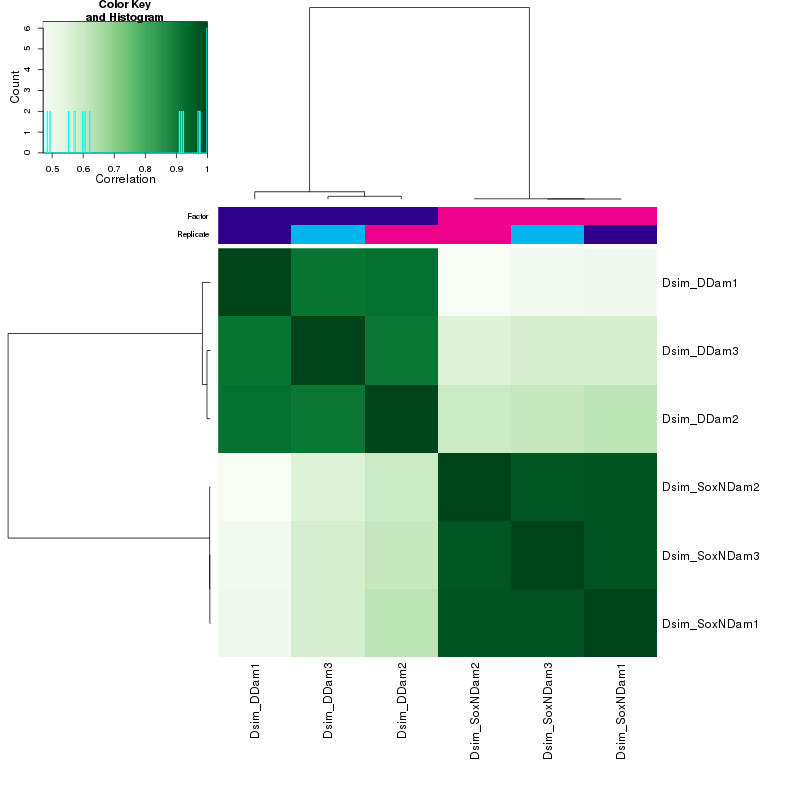 Color Key
and Histogram
Count
0 1 2 3 4 5 6
0.5 0.6 0.7 0.8 0.9 1
Correlation
Factor
Replicate
Dsim_DDam1
Dsim_DDam3
Dsim_DDam2
Dsim_SoxNDam2
Dsim_SoxNDam3
Dsim_SoxNDam1
Dsim_DDam1
Dsim_DDam3
Dsim_DDam2
Dsim_SoxNDam2
Dsim_SoxNDam3
Dsim_SoxNDam1